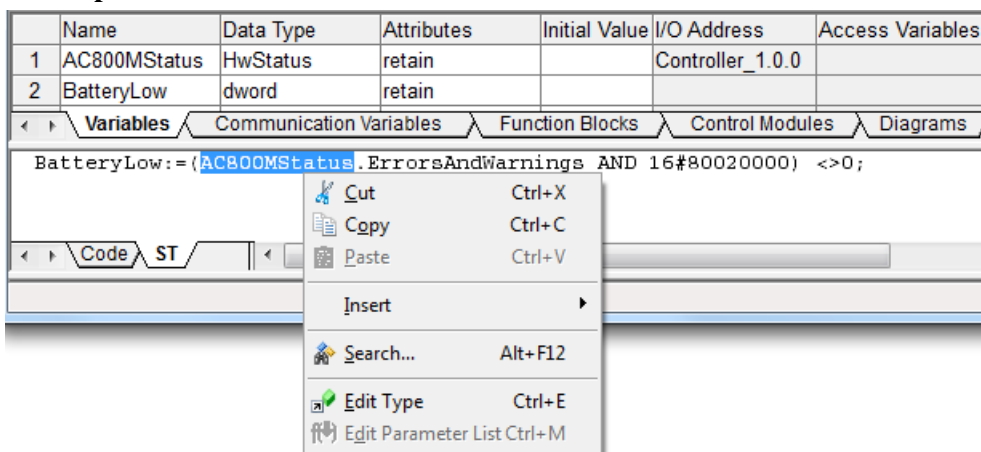 Name Data Type Attributes Initial Value I/O Address Access Variables
1 AC800MStatus HwStatus retain Controller_1.0.0
2 BatteryLow dword retain
Variables Communication Variables Function Blocks Control Modules Diagrams
BatteryLow:=(AC800MStatus.ErrorsAndWarnings AND 16#80020000) <>0;
Cut Ctrl+X
Copy Ctrl+C
Code ST
Paste Ctrl+V
Insert
Search... Alt+F12
Edit Type Ctrl+E
Edit Parameter List Ctrl+M